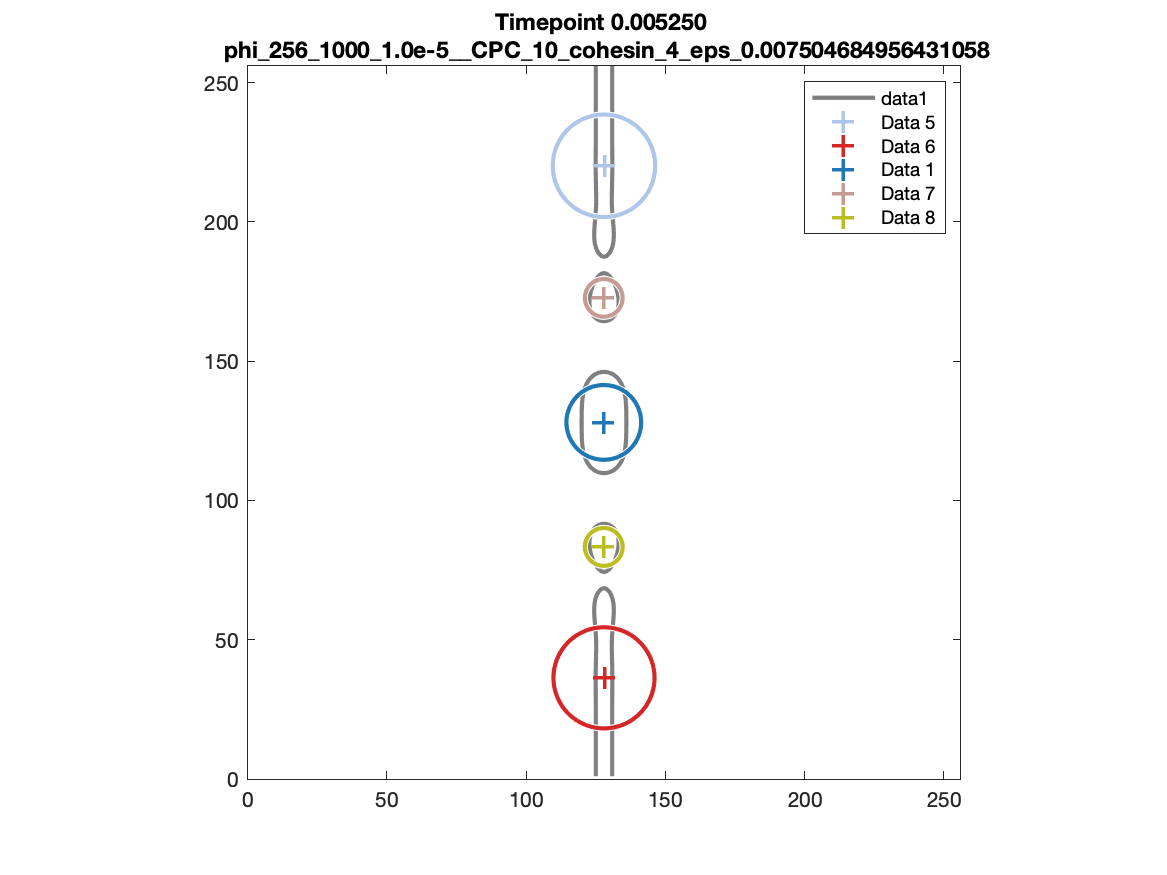 Timepoint 0.005250
phi_256_1000_1.0e-5__CPC_10_cohesin_4_eps_0.007504684956431058
250
200
150
100
50
0
0 50 100 150 200 250
data1
Data 5
Data 6
Data 1
Data 7
Data 8